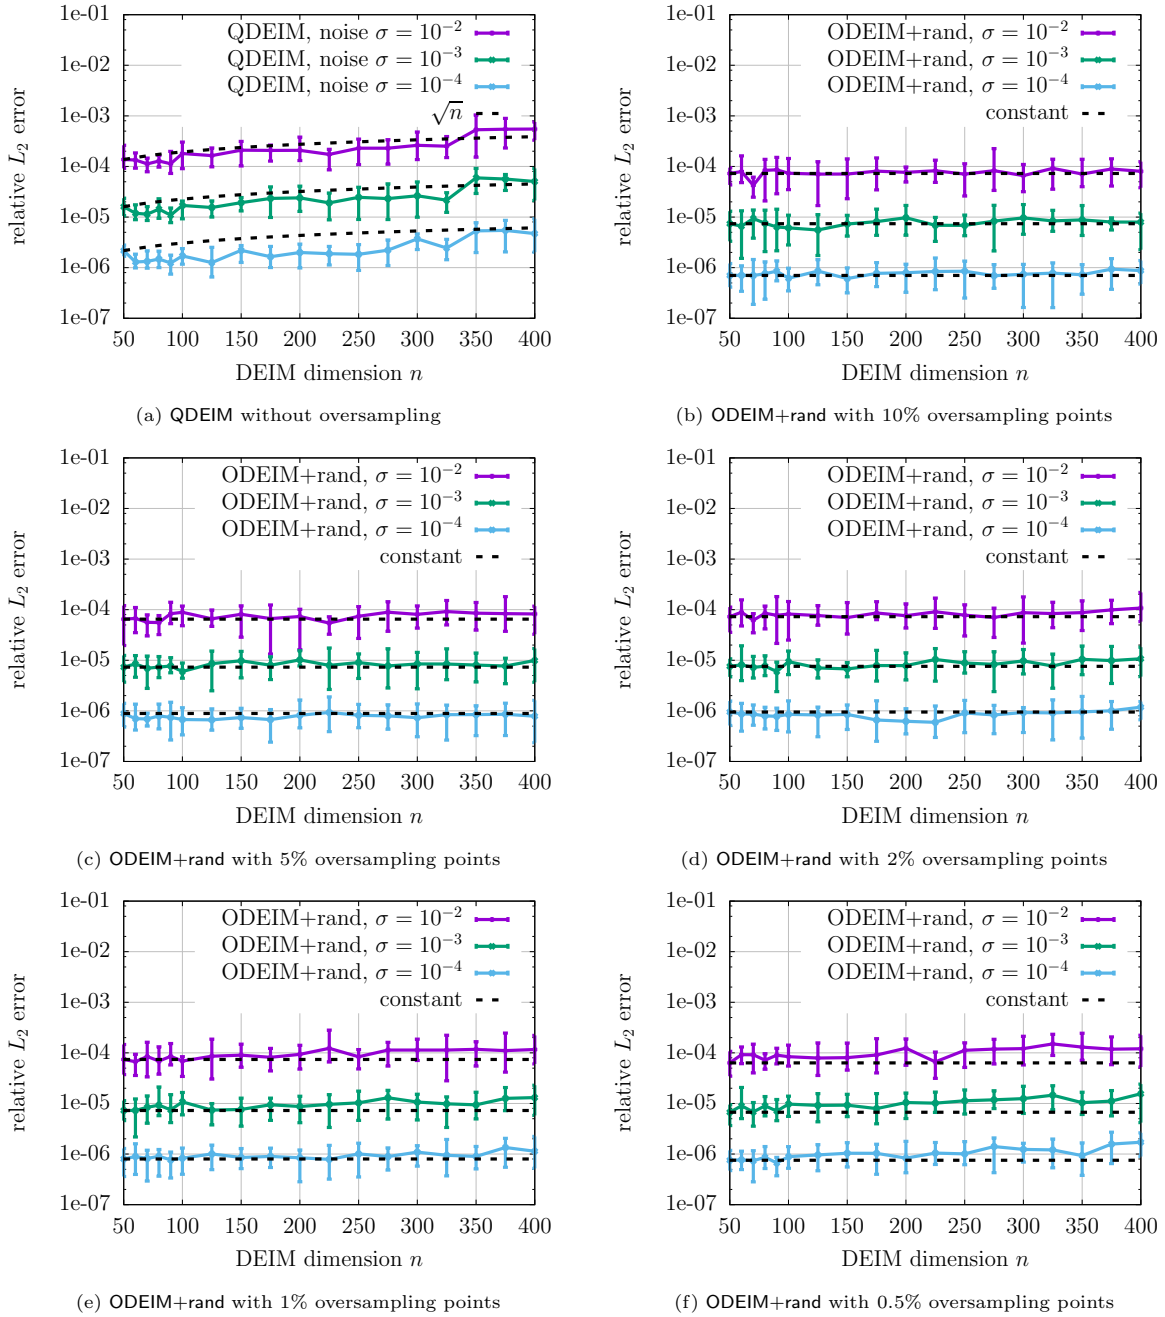 1e-01
1e-02
1e-03
1e-04
1e-05
1e-06
1e-07
relative L₂ error
QDEIM, noise σ = 10⁻²
QDEIM, noise σ = 10⁻³
QDEIM, noise σ = 10⁻⁴
√n
50 100 150 200 250 300 350 400
DEIM dimension n
(a) QDEIM without oversampling
1e-01
1e-02
1e-03
1e-04
1e-05
1e-06
1e-07
relative L₂ error
ODEIM+rand, σ = 10⁻²
ODEIM+rand, σ = 10⁻³
ODEIM+rand, σ = 10⁻⁴
constant
50 100 150 200 250 300 350 400
DEIM dimension n
(b) ODEIM+rand with 10% oversampling points
1e-01
1e-02
1e-03
1e-04
1e-05
1e-06
1e-07
relative L₂ error
ODEIM+rand, σ = 10⁻²
ODEIM+rand, σ = 10⁻³
ODEIM+rand, σ = 10⁻⁴
constant
50 100 150 200 250 300 350 400
DEIM dimension n
(c) ODEIM+rand with 5% oversampling points
1e-01
1e-02
1e-03
1e-04
1e-05
1e-06
1e-07
relative L₂ error
ODEIM+rand, σ = 10⁻²
ODEIM+rand, σ = 10⁻³
ODEIM+rand, σ = 10⁻⁴
constant
50 100 150 200 250 300 350 400
DEIM dimension n
(d) ODEIM+rand with 2% oversampling points
1e-01
1e-02
1e-03
1e-04
1e-05
1e-06
1e-07
relative L₂ error
ODEIM+rand, σ = 10⁻²
ODEIM+rand, σ = 10⁻³
ODEIM+rand, σ = 10⁻⁴
constant
50 100 150 200 250 300 350 400
DEIM dimension n
(e) ODEIM+rand with 1% oversampling points
1e-01
1e-02
1e-03
1e-04
1e-05
1e-06
1e-07
relative L₂ error
ODEIM+rand, σ = 10⁻²
ODEIM+rand, σ = 10⁻³
ODEIM+rand, σ = 10⁻⁴
constant
50 100 150 200 250 300 350 400
DEIM dimension n
(f) ODEIM+rand with 0.5% oversampling points